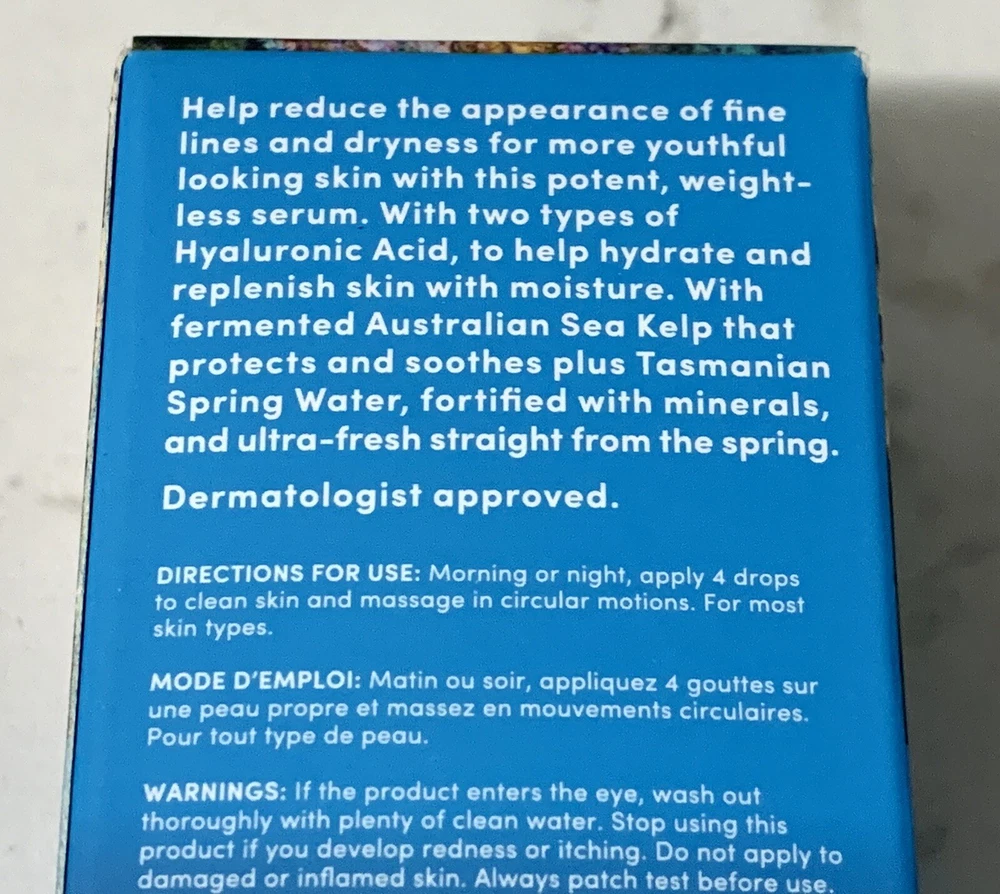 Help reduce the appearance of fine
lines and dryness for more youthful
looking skin with this potent, weight-
less serum. With two types of
Hyaluronic Acid, to help hydrate and
replenish skin with moisture. With
fermented Australian Sea Kelp that
protects and soothes plus Tasmanian
Spring Water, fortified with minerals,
and ultra-fresh straight from the spring.
Dermatologist approved.
DIRECTIONS FOR USE: Morning or night, apply 4 drops
to clean skin and massage in circular motions. For most
skin types.
MODE D'EMPLOI: Matin ou soir, appliquez 4 gouttes sur
une peau propre et massez en mouvements circulaires.
Pour tout type de peau.
WARNINGS: If the product enters the eye, wash out
thoroughly with plenty of clean water. Stop using this
product if you develop redness or itching. Do not apply to
damaged or inflamed skin. Always patch test before use.